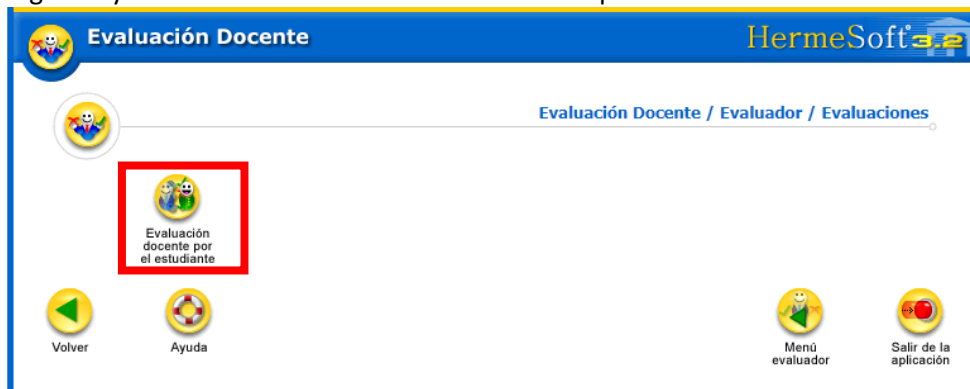 Evaluación Docente
HermeSoft 3.2
Evaluación Docente / Evaluador / Evaluaciones
Evaluación
docente por
el estudiante
Volver
Ayuda
Menú
evaluador
Salir de la
aplicación